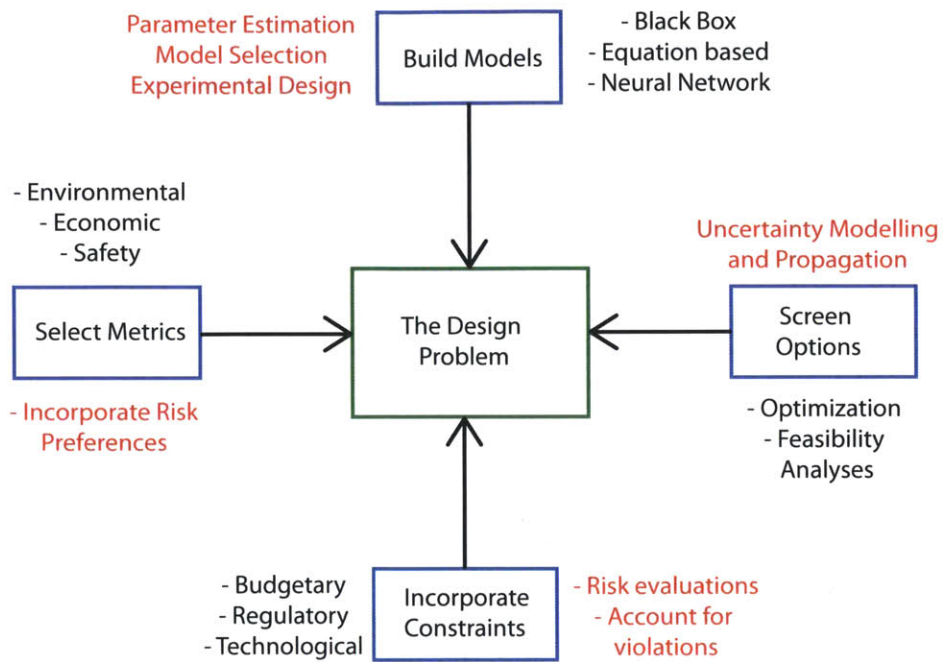 Parameter Estimation
Model Selection
Experimental Design
Build Models
- Black Box
- Equation based
- Neural Network
- Environmental
- Economic
- Safety
Select Metrics
- Incorporate Risk
Preferences
The Design
Problem
Uncertainty Modelling
and Propagation
Screen
Options
- Optimization
- Feasibility
Analyses
- Budgetary
- Regulatory
- Technological
Incorporate
Constraints
- Risk evaluations
- Account for
violations